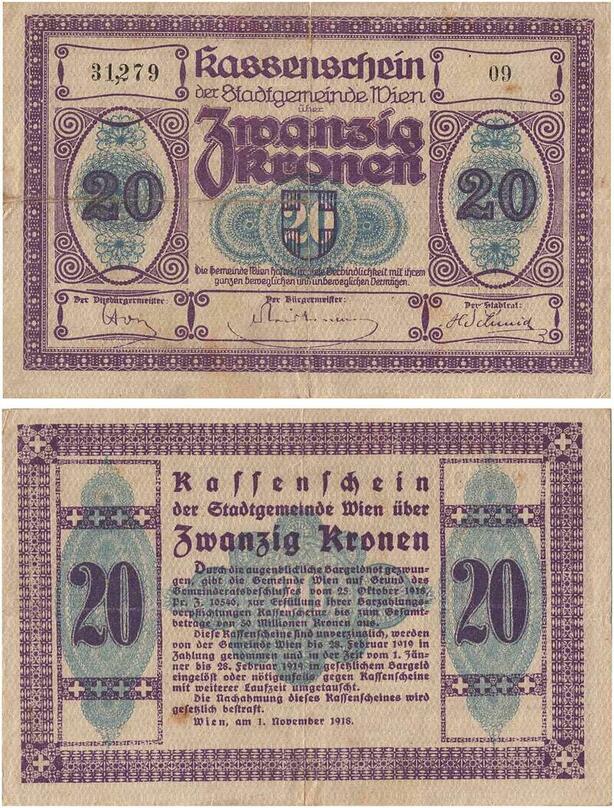 31,279
Kassenschein
09
der Stadtgemeinde Wien
über
Zwanzig
Kronen
20
20
20
Die Gemeinde Wien haftet für jede Verbindlichkeit mit ihrem
ganzen beweglichen und unbeweglichen Vermögen.
Der Vizebürgermeister:
Der Bürgermeister:
Der Stadtrat:
Kassenschein
der Stadtgemeinde Wien über
Zwanzig Kronen
20
20
Durch die augenblickliche Bargeldnot gezwun-
gen, gibt die Gemeinde Wien auf Grund des
Gemeinderatsbeschlusses vom 25. Oktober 1918,
Pr. Z. 10546, zur Erfüllung ihrer Barzahlungs-
verpflichtungen Kassenscheine bis zum Gesamt-
betrage von 50 Millionen Kronen aus.
Diese Kassenscheine sind unverzinslich, werden
von der Gemeinde Wien bis 28. Februar 1919 in
Zahlung genommen und in der Zeit vom 1. Jän-
ner bis 28. Februar 1919 in gesetzlichem Bargeld
eingelöst oder nötigenfalls gegen Kassenscheine
mit weiterer Laufzeit umgetauscht.
Die Nachahmung dieses Kassenscheines wird
gesetzlich bestraft.
Wien, am 1. November 1918.